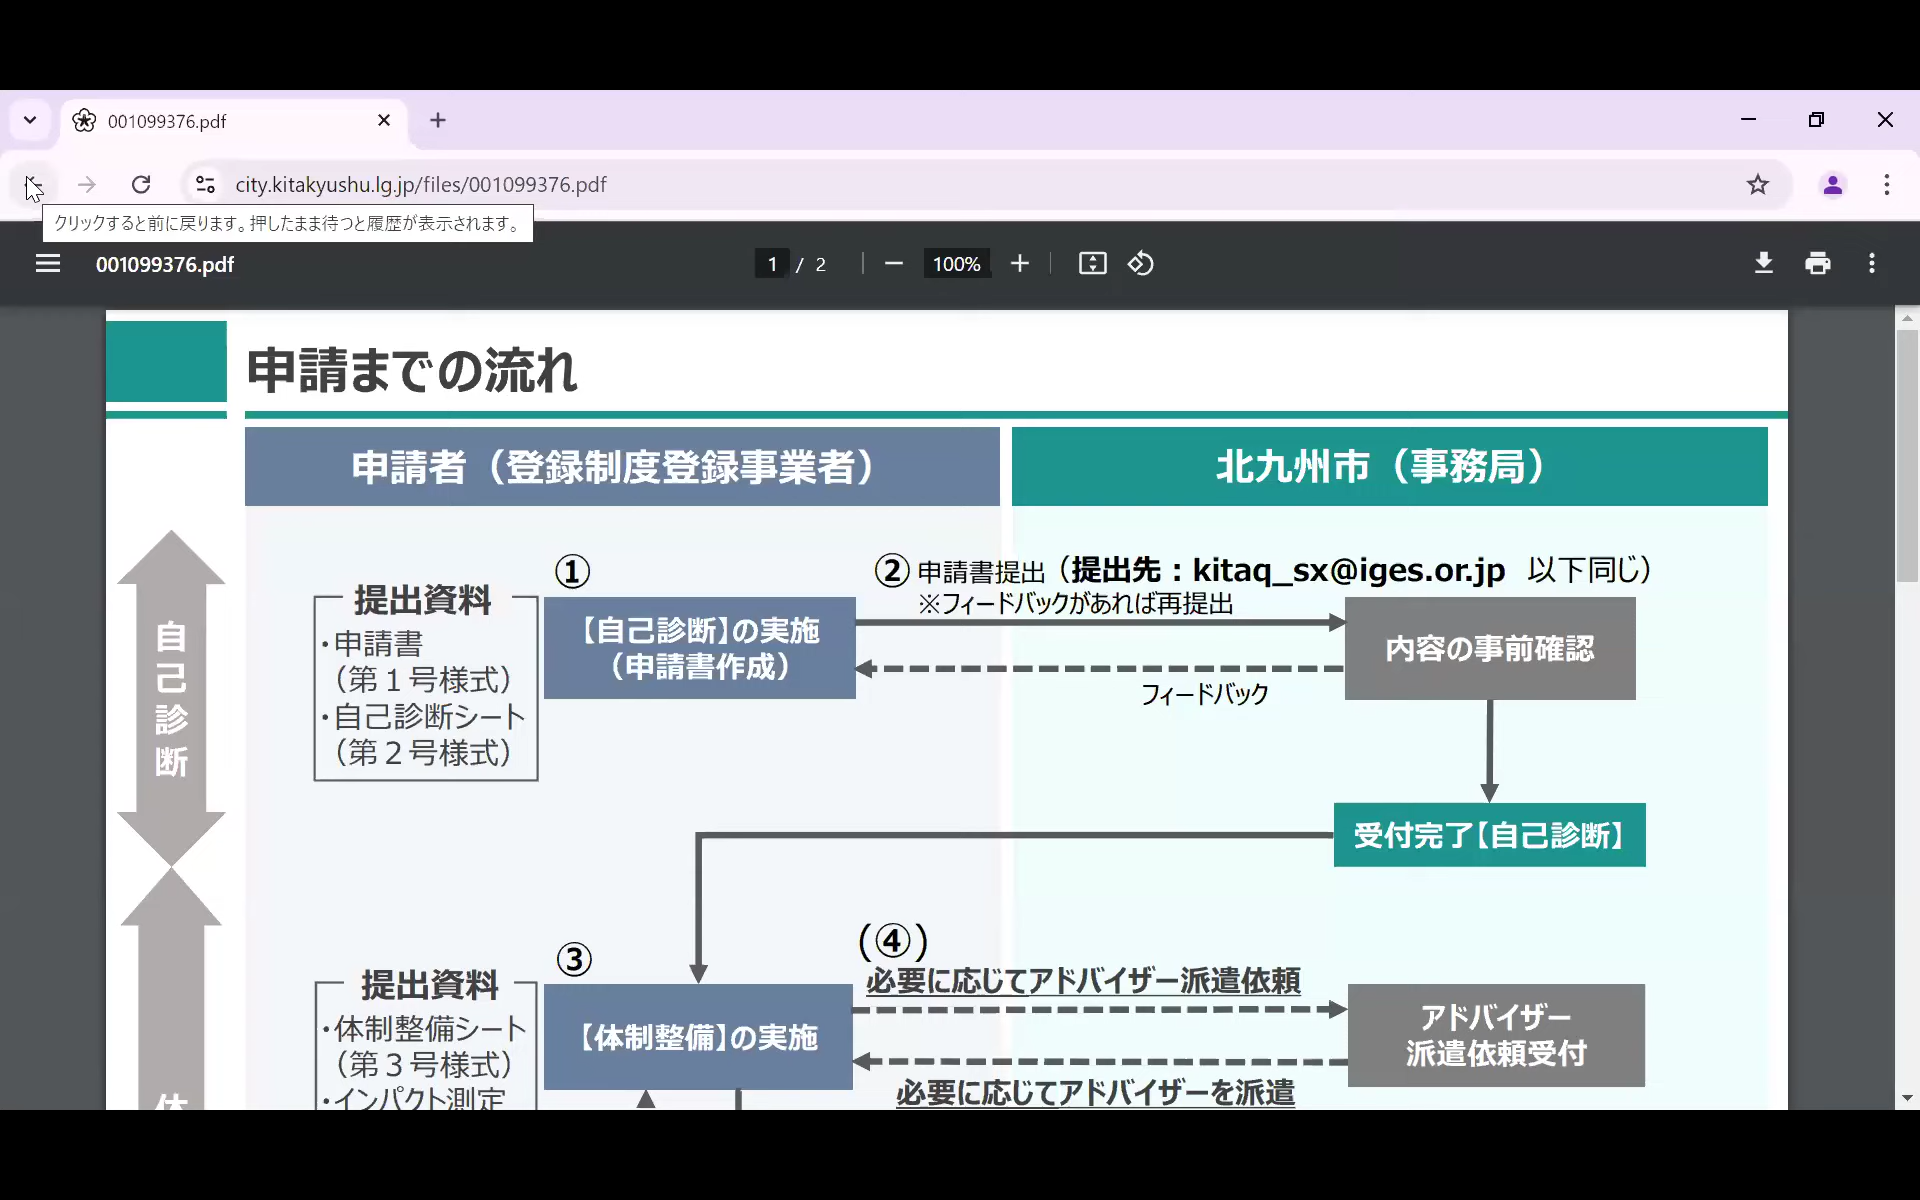 001099376.pdf
city.kitakyushu.lg.jp/files/001099376.pdf
クリックすると前に戻ります。押したまま待つと履歴が表示されます。
001099376.pdf
1 / 2
100%
申請までの流れ
申請者（登録制度登録事業者）
北九州市（事務局）
自己診断
①
②申請書提出（提出先：kitaq_sx@iges.or.jp 以下同じ）
※フィードバックがあれば再提出
提出資料
・申請書
（第１号様式）
・自己診断シート
（第２号様式）
【自己診断】の実施
（申請書作成）
内容の事前確認
フィードバック
受付完了【自己診断】
③
（④）
必要に応じてアドバイザー派遣依頼
提出資料
・体制整備シート
（第３号様式）
・インパクト測定
【体制整備】の実施
アドバイザー
派遣依頼受付
必要に応じてアドバイザーを派遣